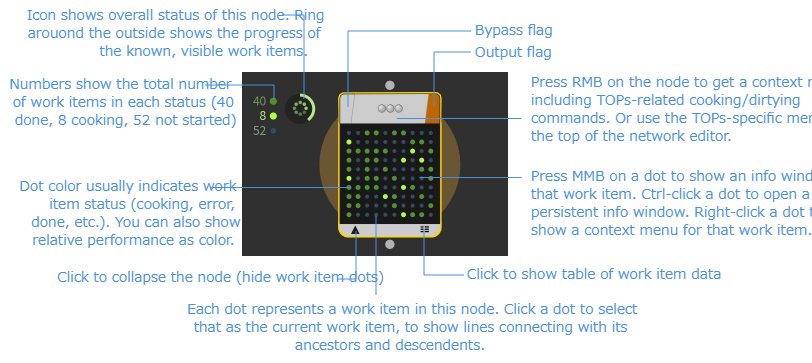 Icon shows overall status of this node. Ring
arouond the outside shows the progress of
the known, visible work items.
Bypass flag
Output flag
Numbers show the total number
of work items in each status (40
done, 8 cooking, 52 not started)
40
8
52
Press RMB on the node to get a context
including TOPs-related cooking/dirtying
commands. Or use the TOPs-specific
the top of the network editor.
Dot color usually indicates work
item status (cooking, error,
done, etc.). You can also show
relative performance as color.
Press MMB on a dot to show an info
that work item. Ctrl-click a dot to open a
persistent info window. Right-click a dot
show a context menu for that work item.
Click to collapse the node (hide work item dots)
Click to show table of work item data
Each dot represents a work item in this node. Click a dot to select
that as the current work item, to show lines connecting with its
ancestors and descendents.